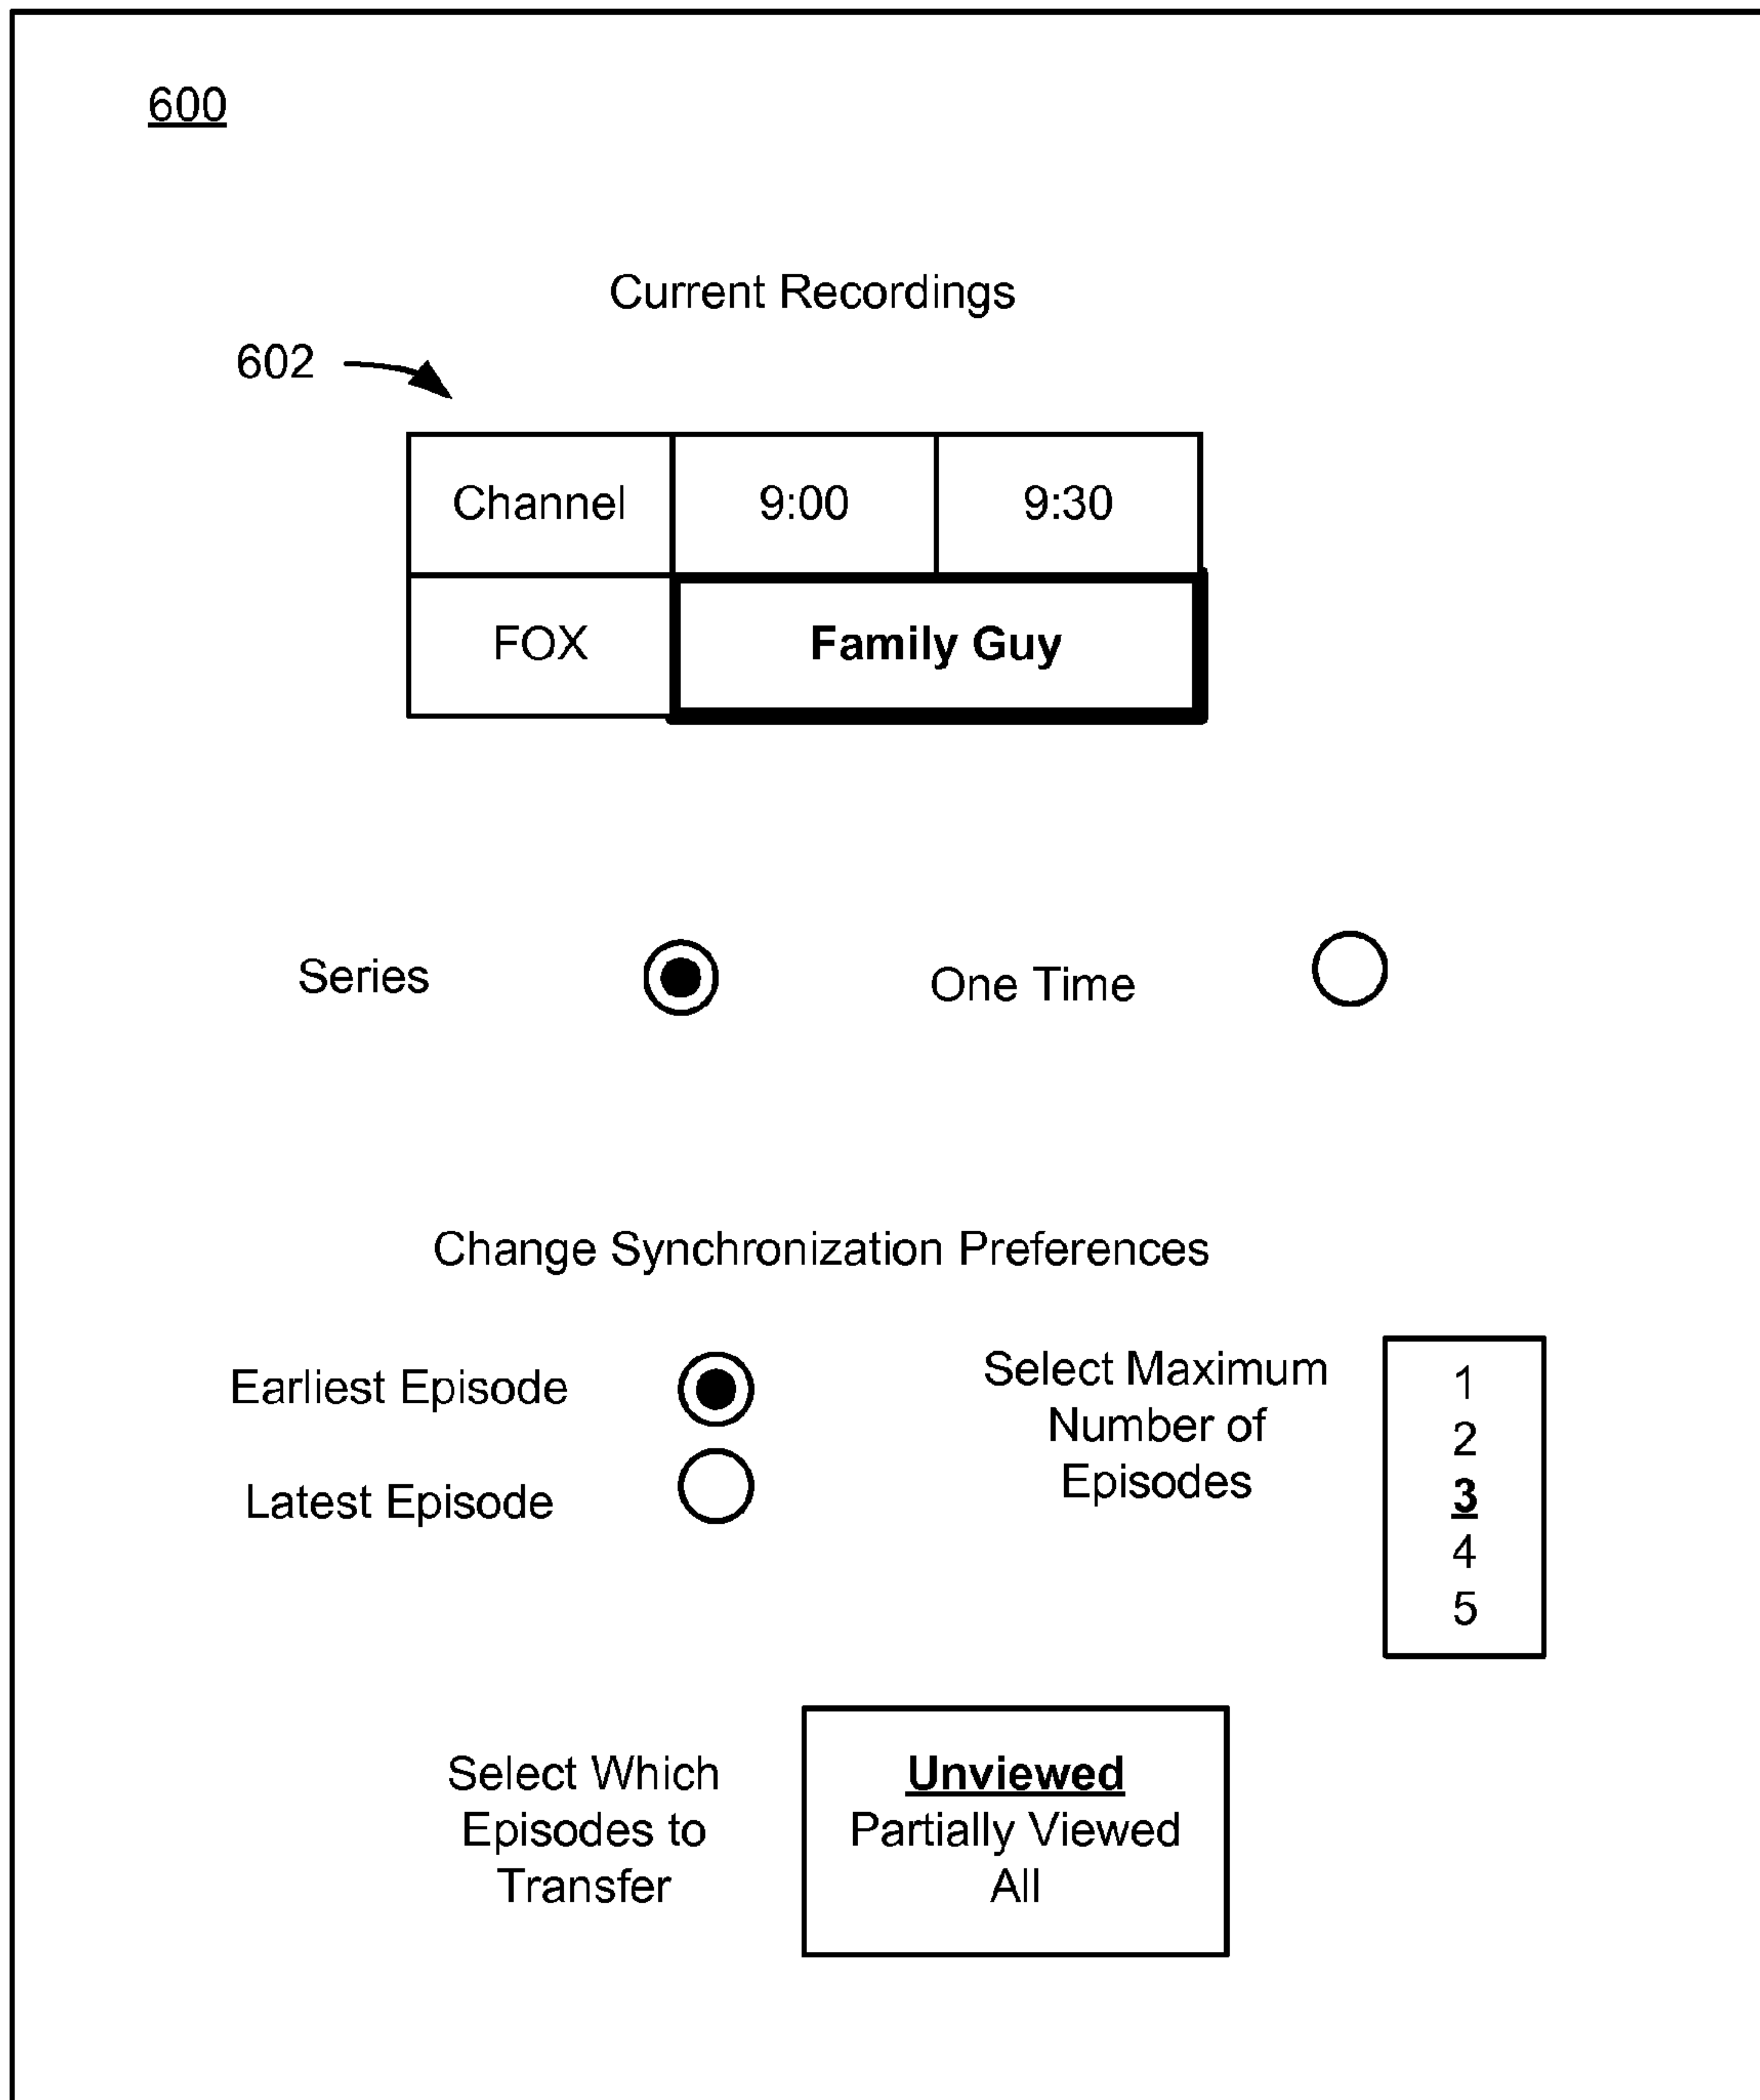 600
Current Recordings
602
Channel 9:00 9:30
FOX Family Guy
Series One Time
Change Synchronization Preferences
Earliest Episode
Latest Episode
Select Maximum
Number of
Episodes
1
2
3
4
5
Select Which
Episodes to
Transfer
Unviewed
Partially Viewed
All